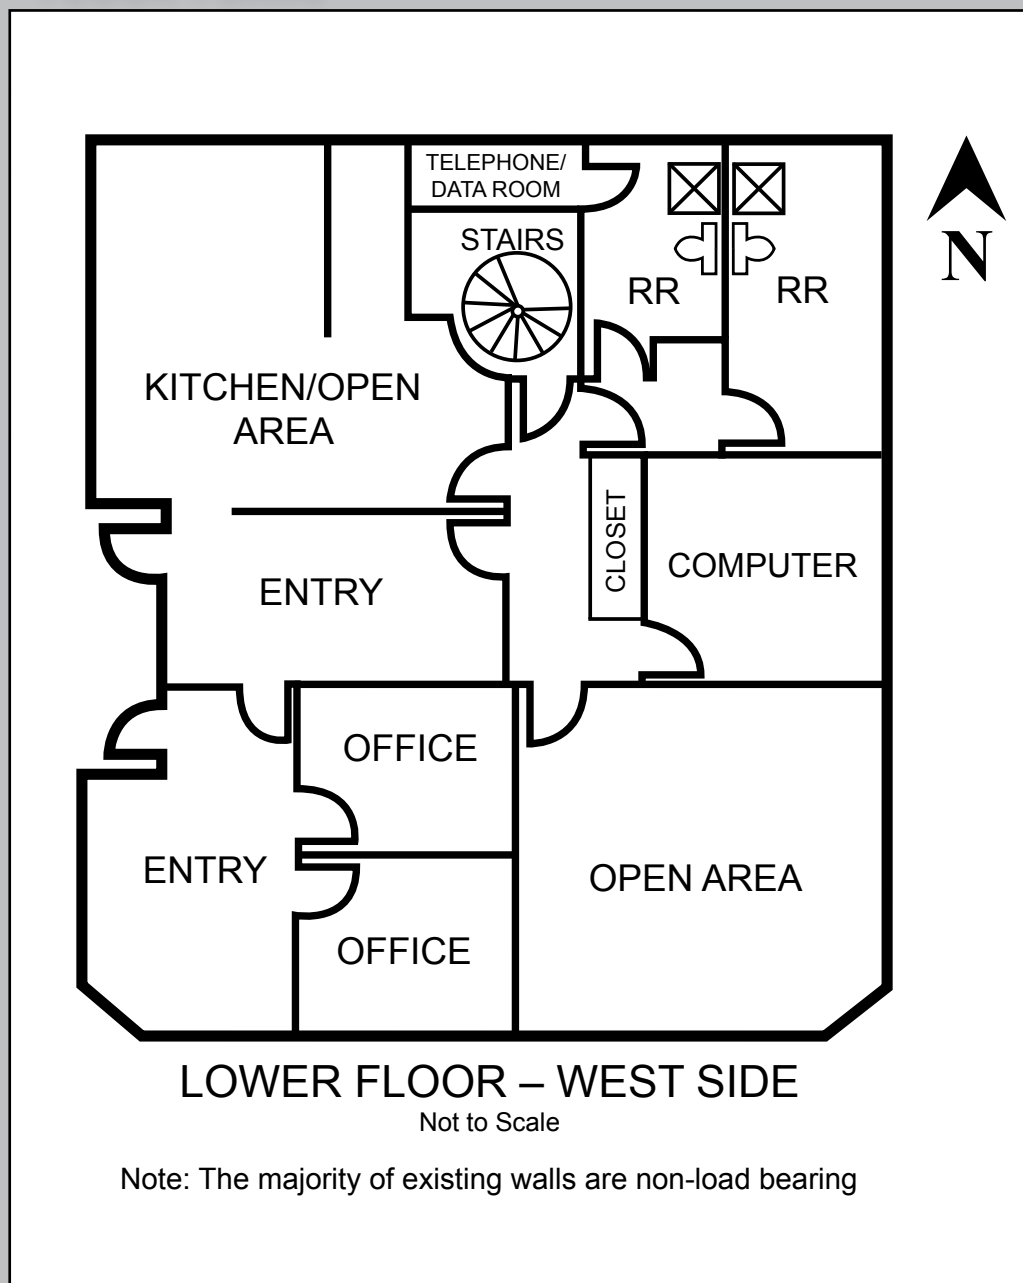 TELEPHONE/
DATA ROOM
STAIRS
RR
RR
N
KITCHEN/OPEN
AREA
CLOSET
COMPUTER
ENTRY
OFFICE
ENTRY
OPEN AREA
OFFICE
LOWER FLOOR – WEST SIDE
Not to Scale
Note: The majority of existing walls are non-load bearing